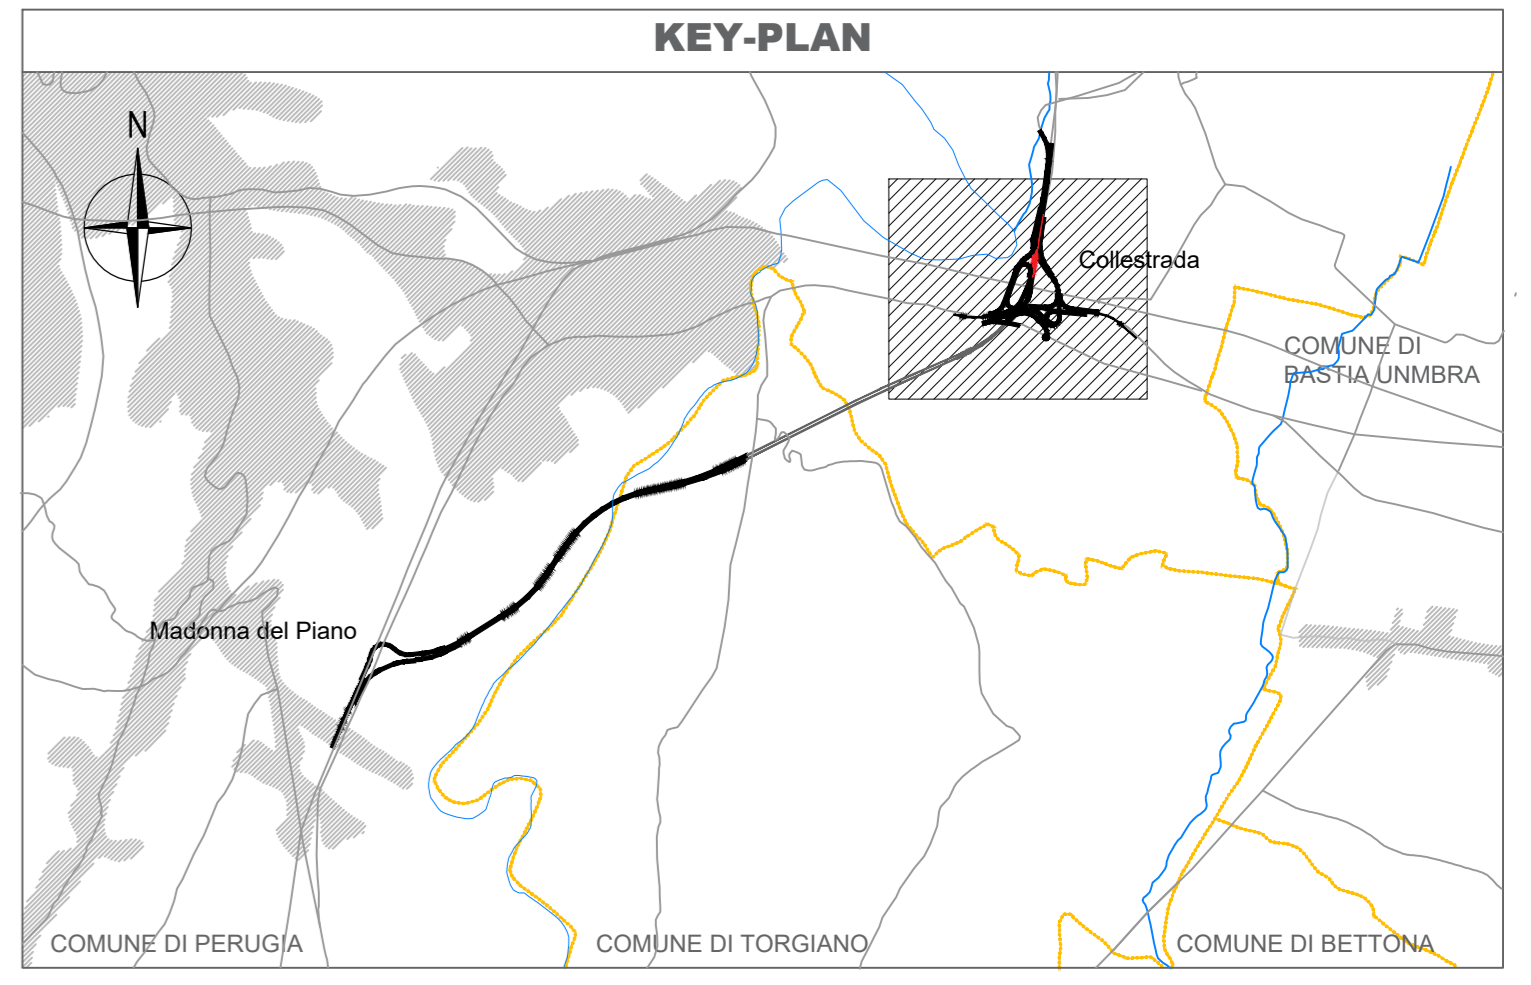 KEY-PLAN
N
Collestrada
COMUNE DI
BASTIA UNMBRA
Madonna del Piano
COMUNE DI PERUGIA
COMUNE DI TORGIANO
COMUNE DI BETTONA